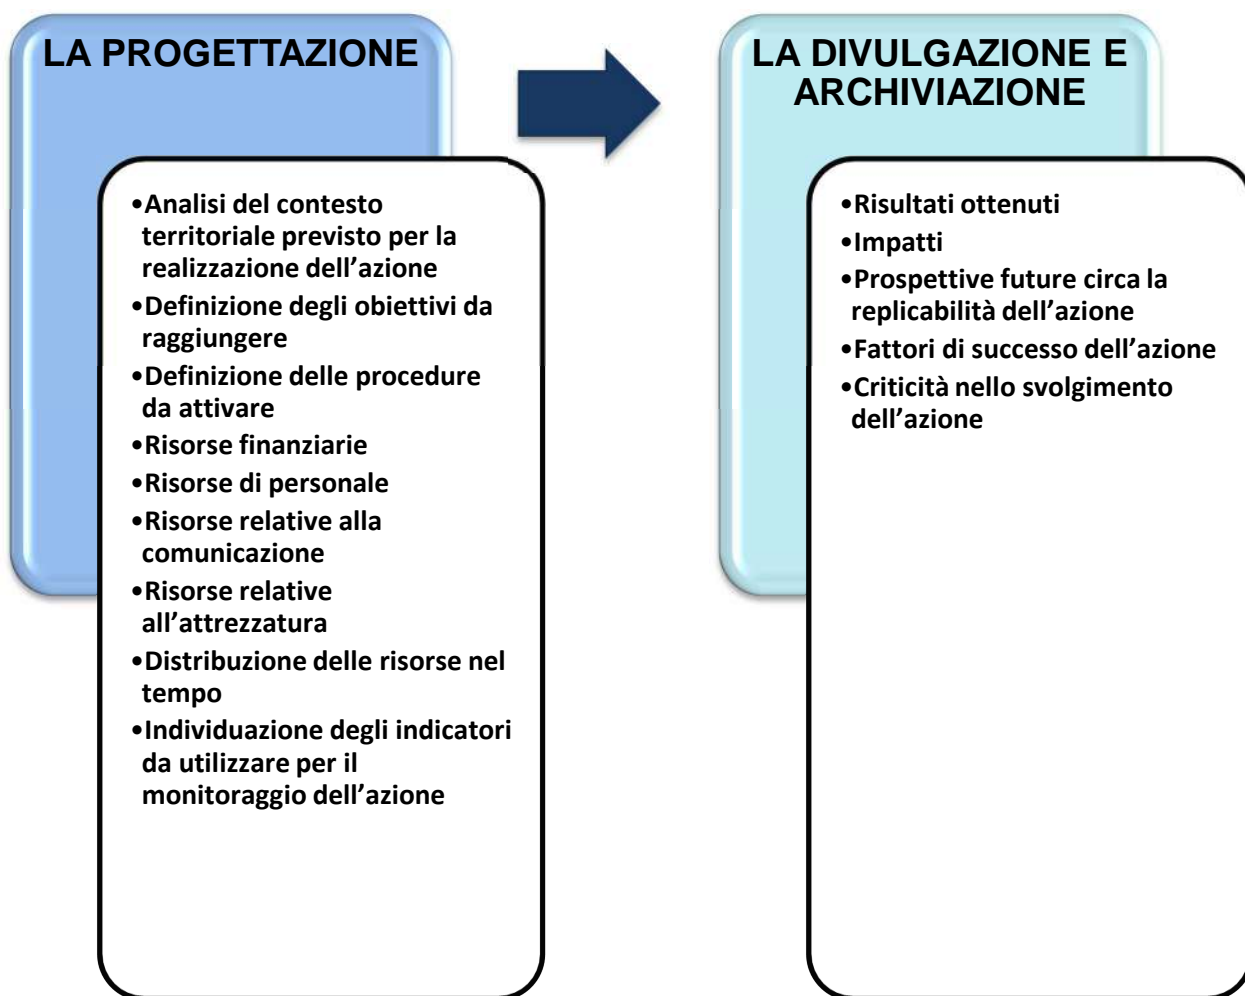 LA PROGETTAZIONE
•Analisi del contesto
territoriale previsto per la
realizzazione dell’azione
•Definizione degli obiettivi da
raggiungere
•Definizione delle procedure
da attivare
•Risorse finanziarie
•Risorse di personale
•Risorse relative alla
comunicazione
•Risorse relative
all’attrezzatura
•Distribuzione delle risorse nel
tempo
•Individuazione degli indicatori
da utilizzare per il
monitoraggio dell’azione
LA DIVULGAZIONE E
ARCHIVIAZIONE
•Risultati ottenuti
•Impatti
•Prospettive future circa la
replicabilità dell’azione
•Fattori di successo dell’azione
•Criticità nello svolgimento
dell’azione